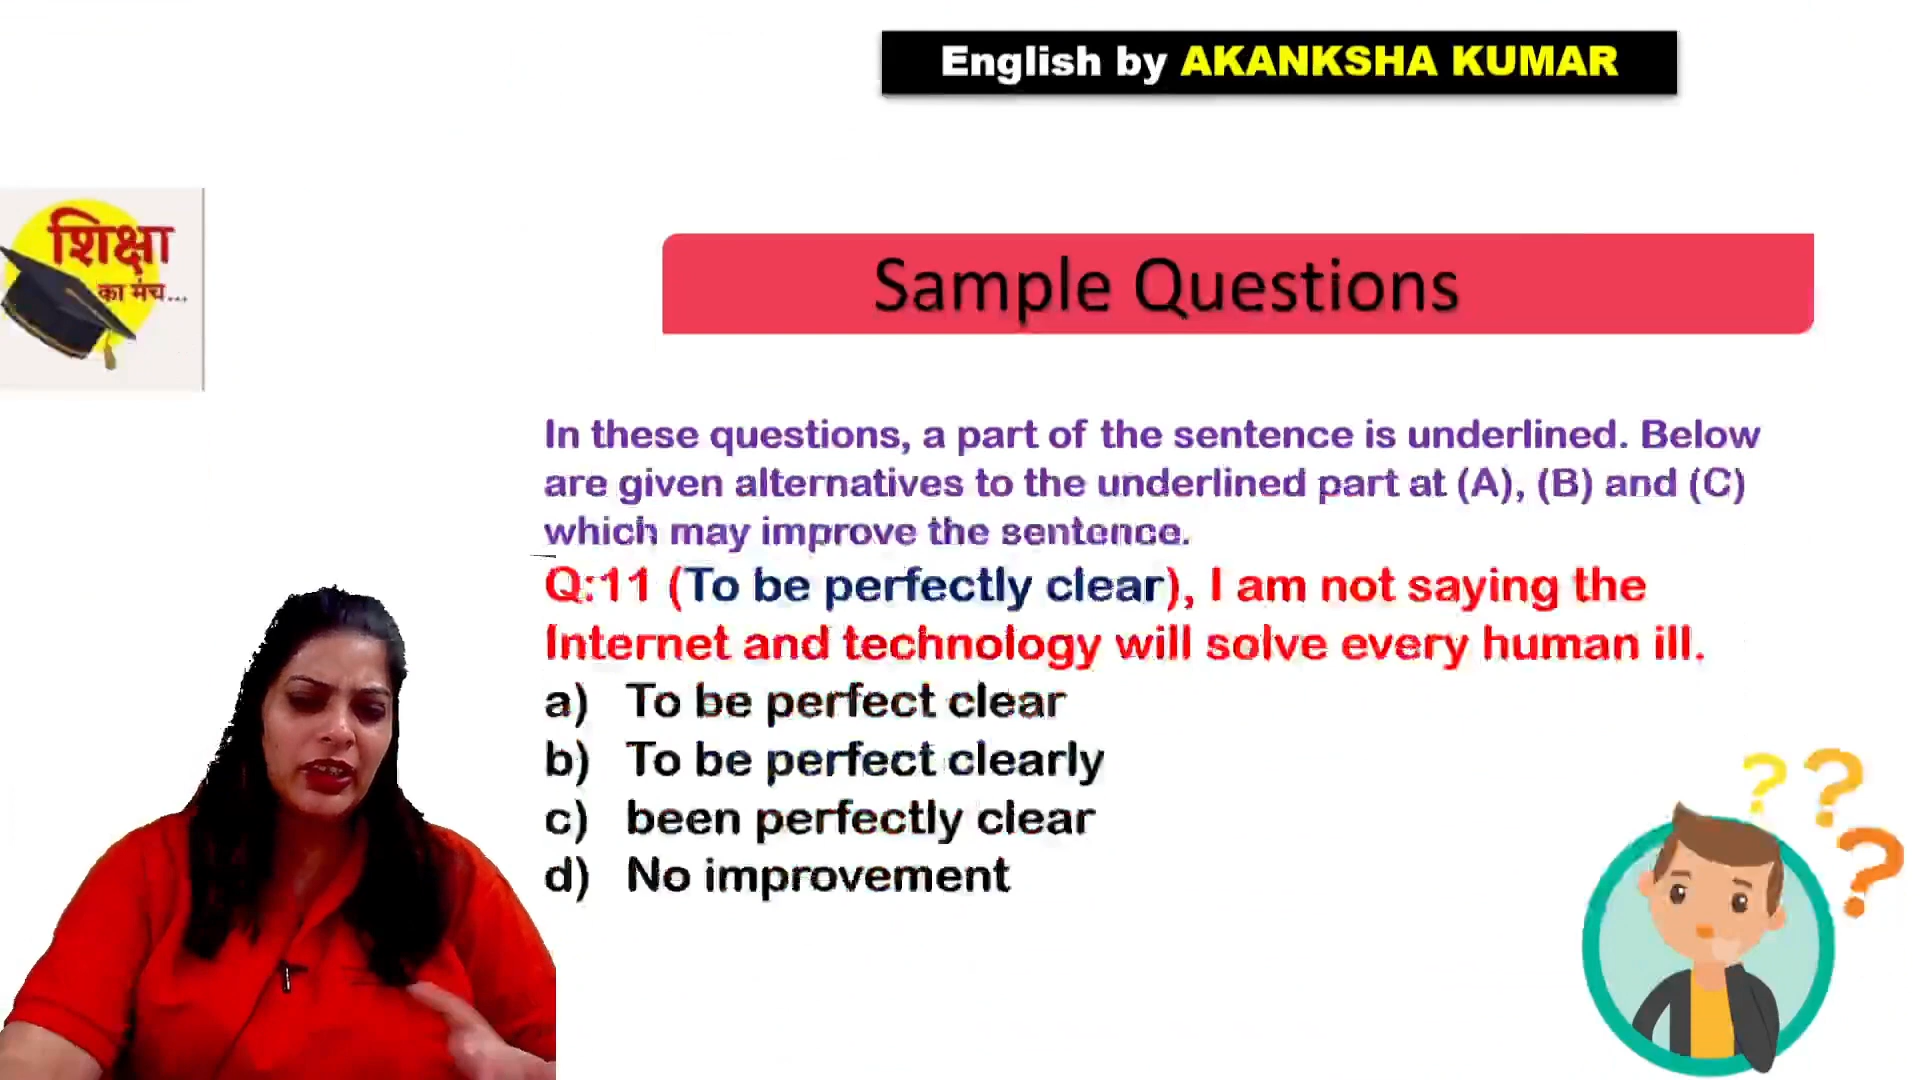 English by AKANKSHA KUMAR
शिक्षा
का मंच...
Sample Questions
In these questions, a part of the sentence is underlined. Below
are given alternatives to the underlined part at (A), (B) and (C)
which may improve the sentence.
Q:11 (To be perfectly clear), I am not saying the
Internet and technology will solve every human ill.
a) To be perfect clear
b) To be perfect clearly
c) been perfectly clear
d) No improvement
? ? ?